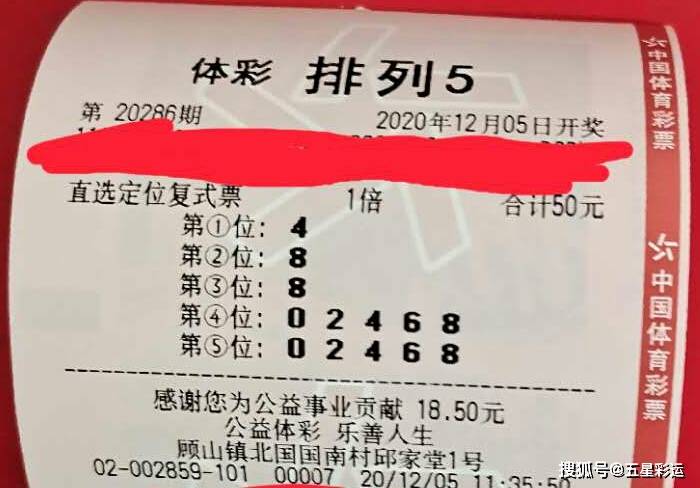 体彩 排列5
第 20286期 2020年12月05日开奖
直选定位复式票 1倍 合计50元
第①位: 4
第②位: 8
第③位: 8
第④位: 0 2 4 6 8
第⑤位: 0 2 4 6 8
感谢您为公益事业贡献 18.50元
公益体彩 乐善人生
顾山镇北国国南村邱家堂1号
02-002859-101 00007 20/12/05 11:35:50
中国体育彩票
中国体育彩票
搜狐号@五星彩运